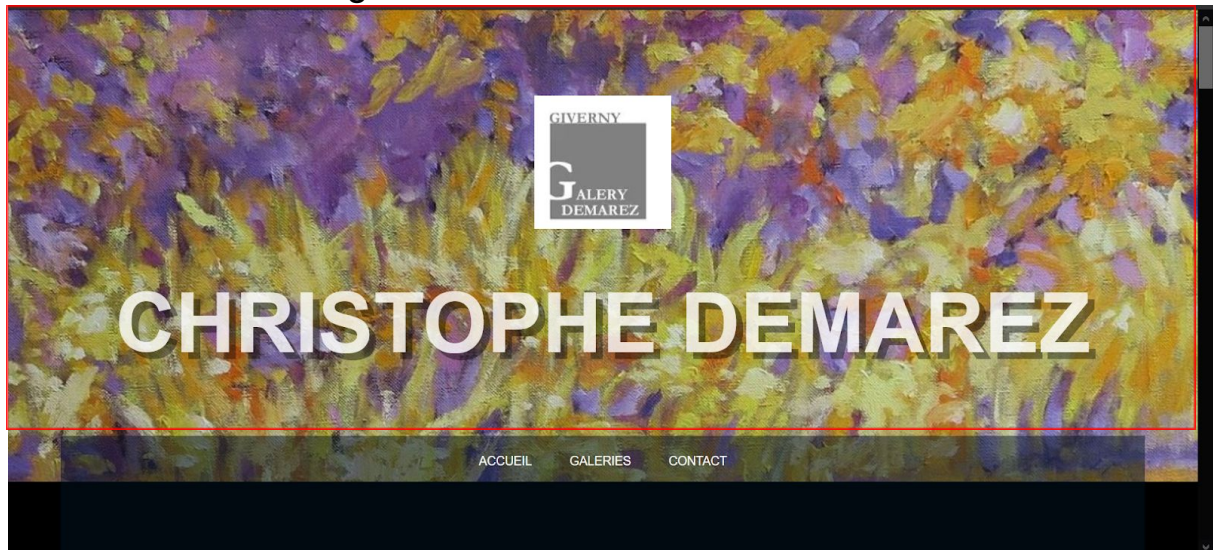 GIVERNY
GALERY
DEMAREZ
CHRISTOPHE DEMAREZ
ACCUEIL GALERIES CONTACT